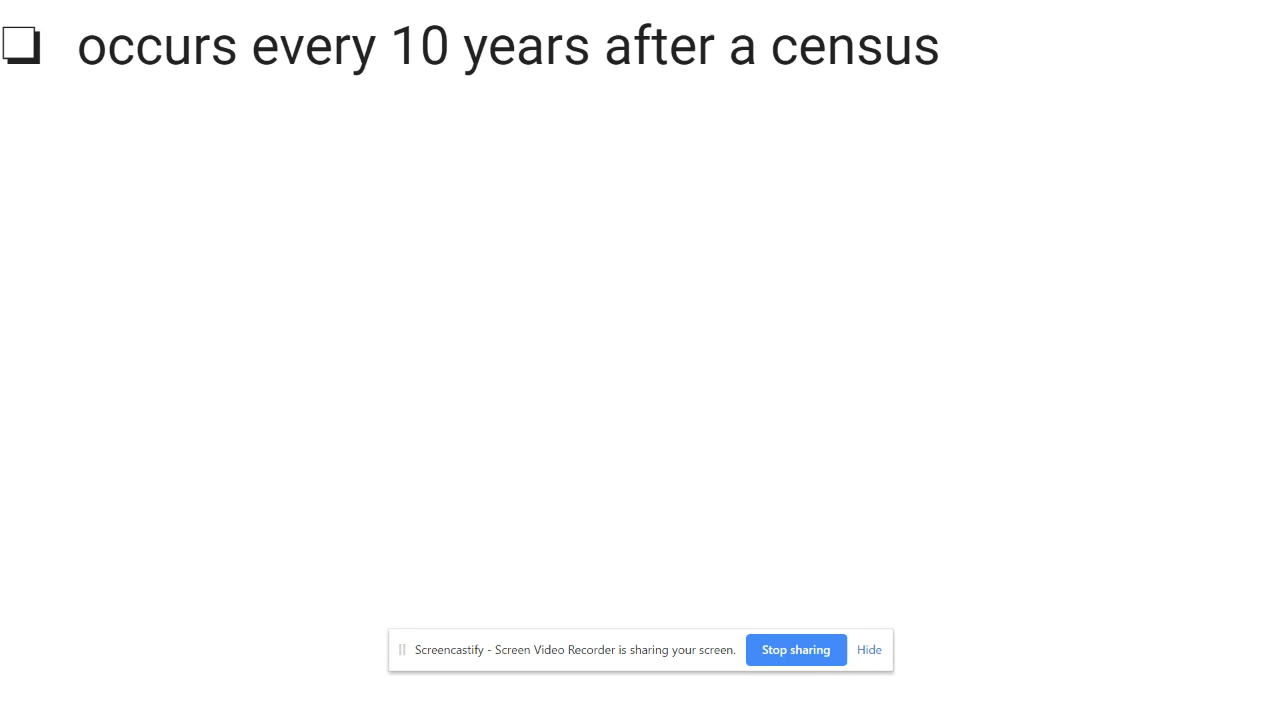 ❏ occurs every 10 years after a census
Screencastify - Screen Video Recorder is sharing your screen. Stop sharing Hide